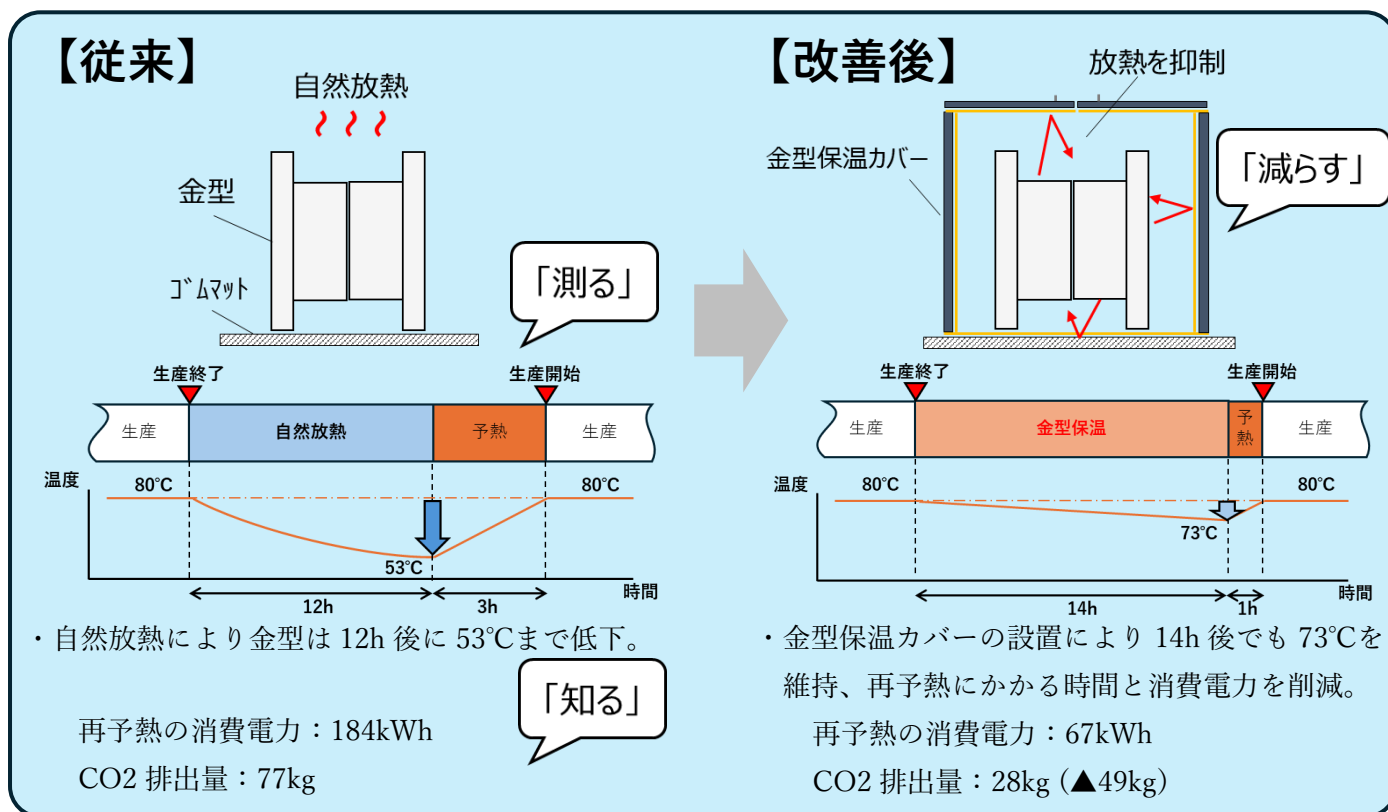 【従来】
自然放熱
金型
ゴムマット
「測る」
生産終了
生産開始
生産
自然放熱
予熱
生産
温度
80℃
80℃
53℃
時間
12h
3h
・自然放熱により金型は 12h 後に 53℃まで低下。
「知る」
再予熱の消費電力：184kWh
CO2 排出量：77kg
【改善後】
放熱を抑制
金型保温カバー
「減らす」
生産終了
生産開始
生産
金型保温
予熱
生産
温度
80℃
80℃
73℃
時間
14h
1h
・金型保温カバーの設置により 14h 後でも 73℃を
維持、再予熱にかかる時間と消費電力を削減。
再予熱の消費電力：67kWh
CO2 排出量：28kg (▲49kg)